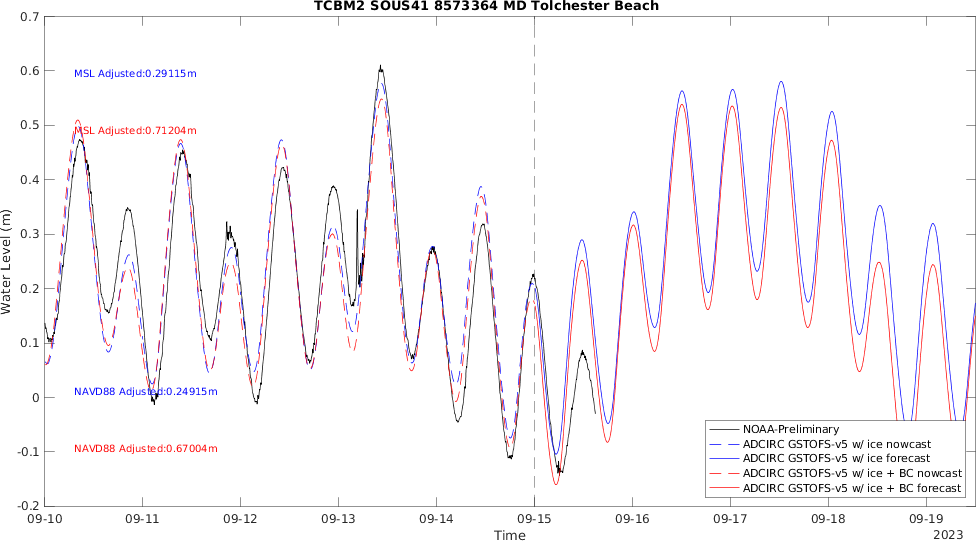 TCBM2 SOUS41 8573364 MD Tolchester Beach
0.7
0.6
0.5
0.4
0.3
0.2
0.1
0
-0.1
-0.2
Water Level (m)
MSL Adjusted:0.29115m
MSL Adjusted:0.71204m
NAVD88 Adjusted:0.24915m
NAVD88 Adjusted:0.67004m
NOAA-Preliminary
ADCIRC GSTOFS-v5 w/ ice nowcast
ADCIRC GSTOFS-v5 w/ ice forecast
ADCIRC GSTOFS-v5 w/ ice + BC nowcast
ADCIRC GSTOFS-v5 w/ ice + BC forecast
09-10 09-11 09-12 09-13 09-14 09-15 09-16 09-17 09-18 09-19
Time
2023